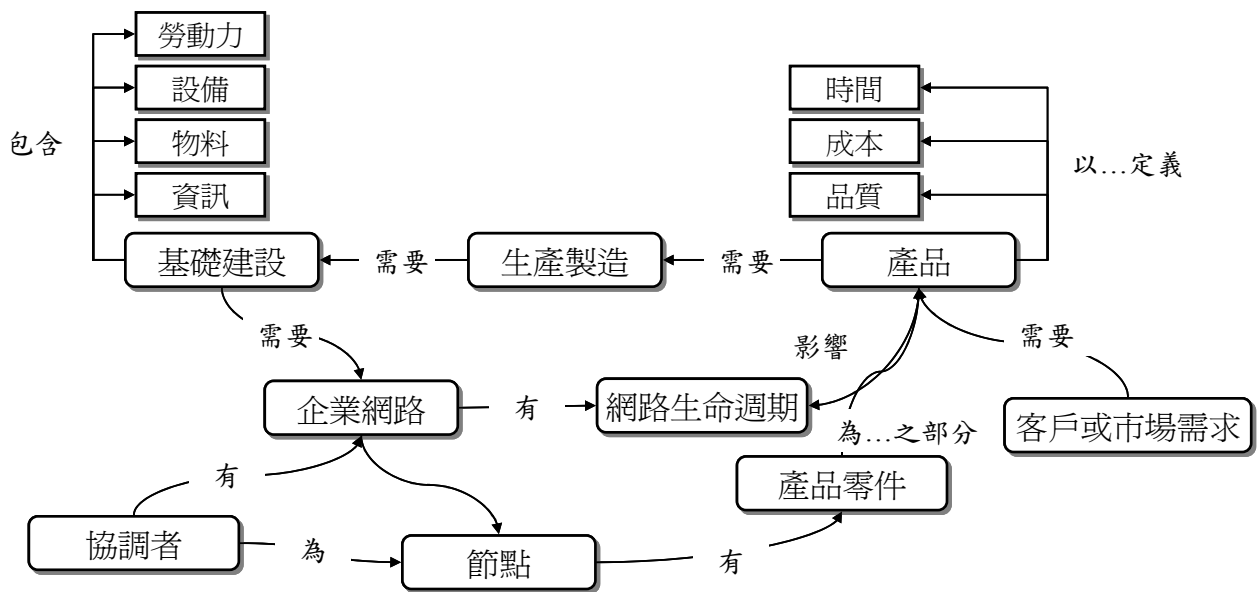 勞動力
設備
時間
包含
物料
成本
以…定義
資訊
品質
基礎建設
需要
生產製造
需要
產品
需要
影響
需要
企業網路
有
網路生命週期
客戶或市場需求
為…之部分
有
產品零件
協調者
為
節點
有